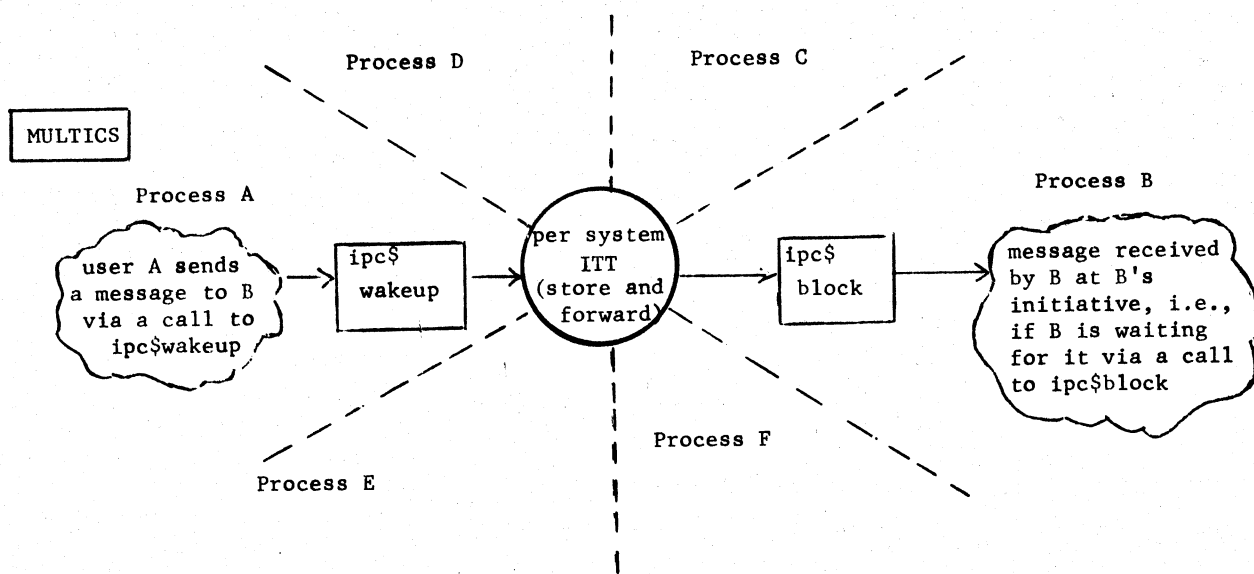 Process D
Process C
MULTICS
Process A
Process B
user A sends
a message to B
via a call to
ipc$wakeup
ipc$
wakeup
per system
ITT
(store and
forward)
ipc$
block
message received
by B at B's
initiative, i.e.,
if B is waiting
for it via a call
to ipc$block
Process F
Process E